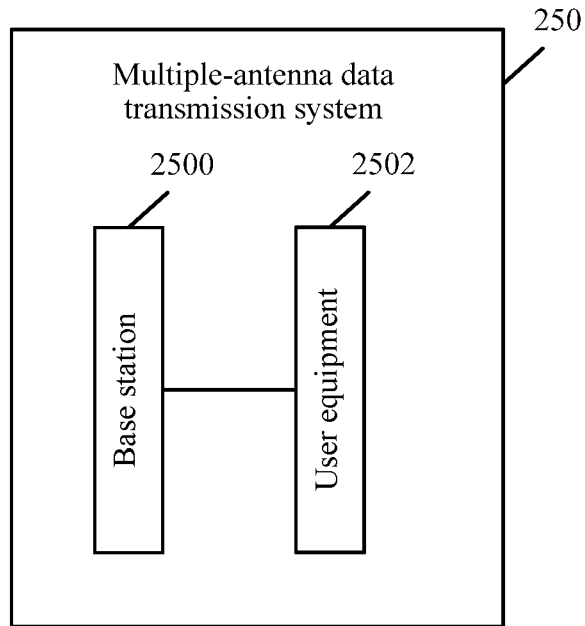 250
Multiple-antenna data
transmission system
2500
2502
Base station
User equipment